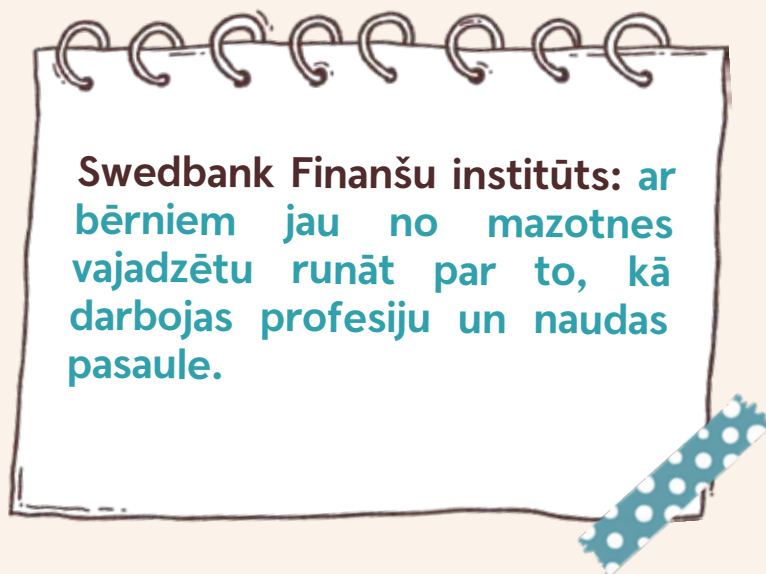 Swedbank Finanšu institūts: ar
bērniem jau no mazotnes
vajadzētu runāt par to, kā
darbojas profesiju un naudas
pasaule.